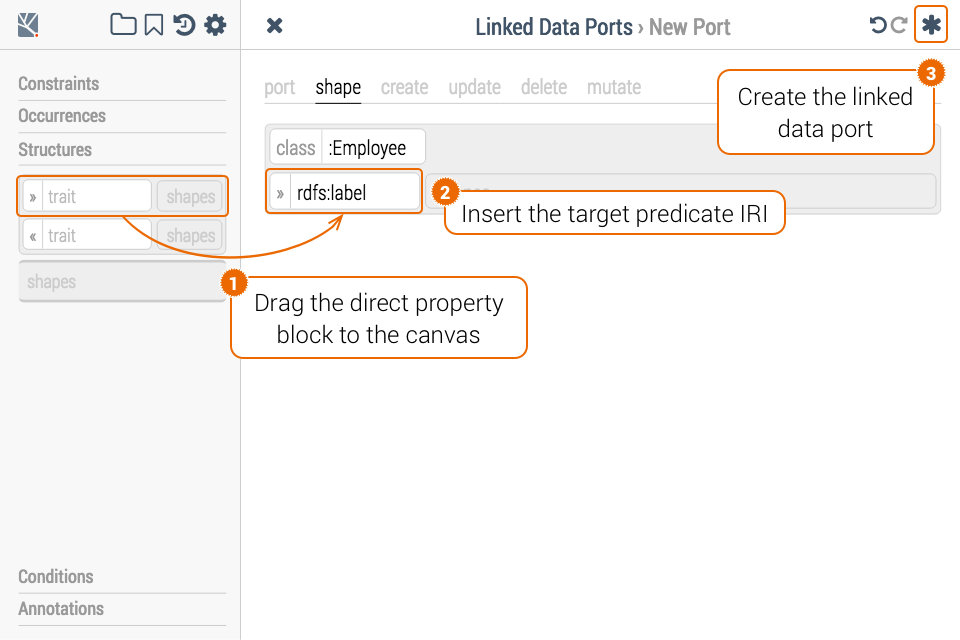 Linked Data Ports › New Port
Constraints
Occurrences
Structures
» trait shapes
« trait shapes
shapes
Conditions
Annotations
port shape create update delete mutate
class :Employee
» rdfs:label
1
Drag the direct property
block to the canvas
2
Insert the target predicate IRI
3
Create the linked
data port